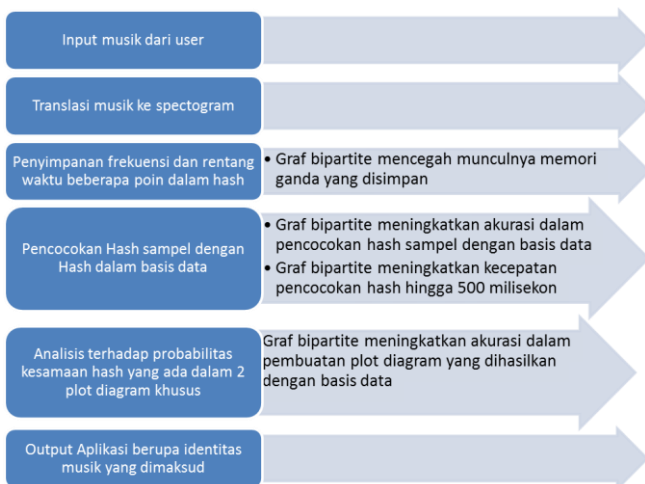 Input musik dari user
Translasi musik ke spectogram
Penyimpanan frekuensi dan rentang
waktu beberapa poin dalam hash
• Graf bipartite mencegah munculnya memori
ganda yang disimpan
Pencocokan Hash sampel dengan
Hash dalam basis data
• Graf bipartite meningkatkan akurasi dalam
pencocokan hash sampel dengan basis data
• Graf bipartite meningkatkan kecepatan
pencocokan hash hingga 500 milisekon
Analisis terhadap probabilitas
kesamaan hash yang ada dalam 2
plot diagram khusus
Graf bipartite meningkatkan akurasi dalam
pembuatan plot diagram yang dihasilkan
dengan basis data
Output Aplikasi berupa identitas
musik yang dimaksud